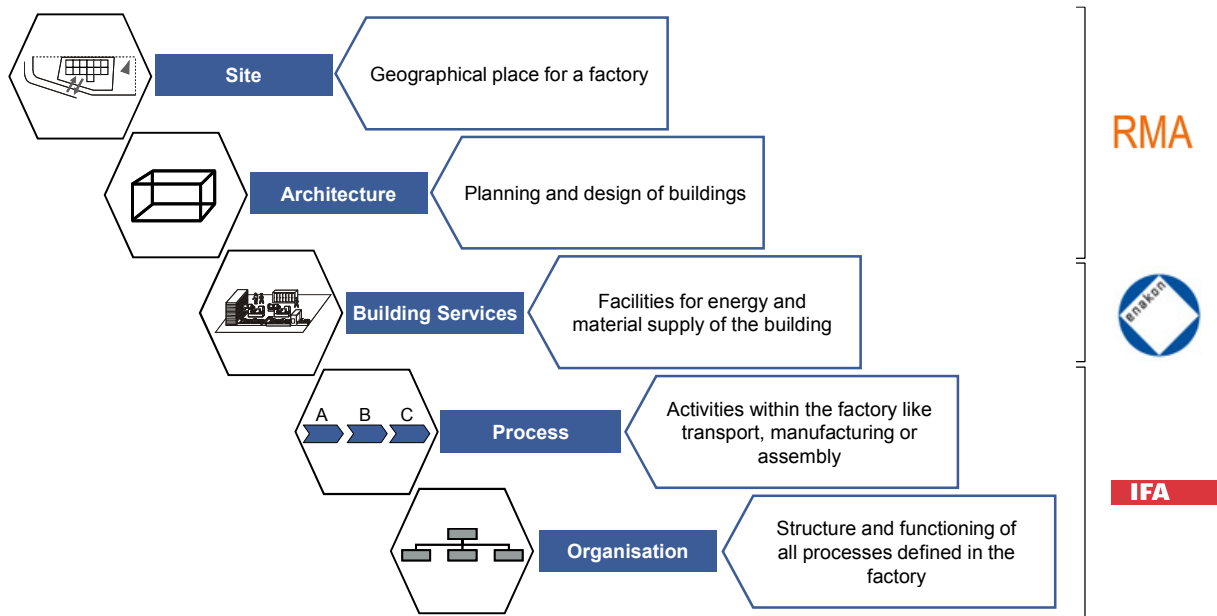 Site
Geographical place for a factory
RMA
Architecture
Planning and design of buildings
Building Services
Facilities for energy and
material supply of the building
enakon
A B C
Process
Activities within the factory like
transport, manufacturing or
assembly
IFA
Organisation
Structure and functioning of
all processes defined in the
factory